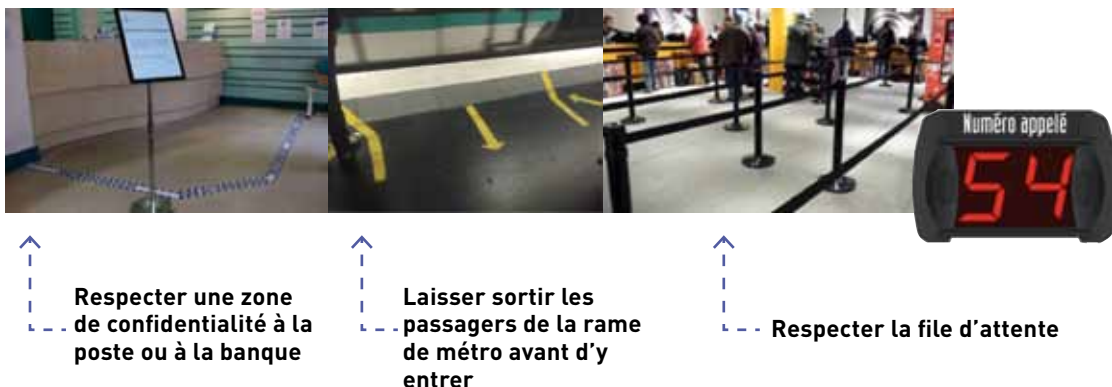 Numéro appelé
54
Respecter une zone
de confidentialité à la
poste ou à la banque
Laisser sortir les
passagers de la rame
de métro avant d'y
entrer
Respecter la file d'attente